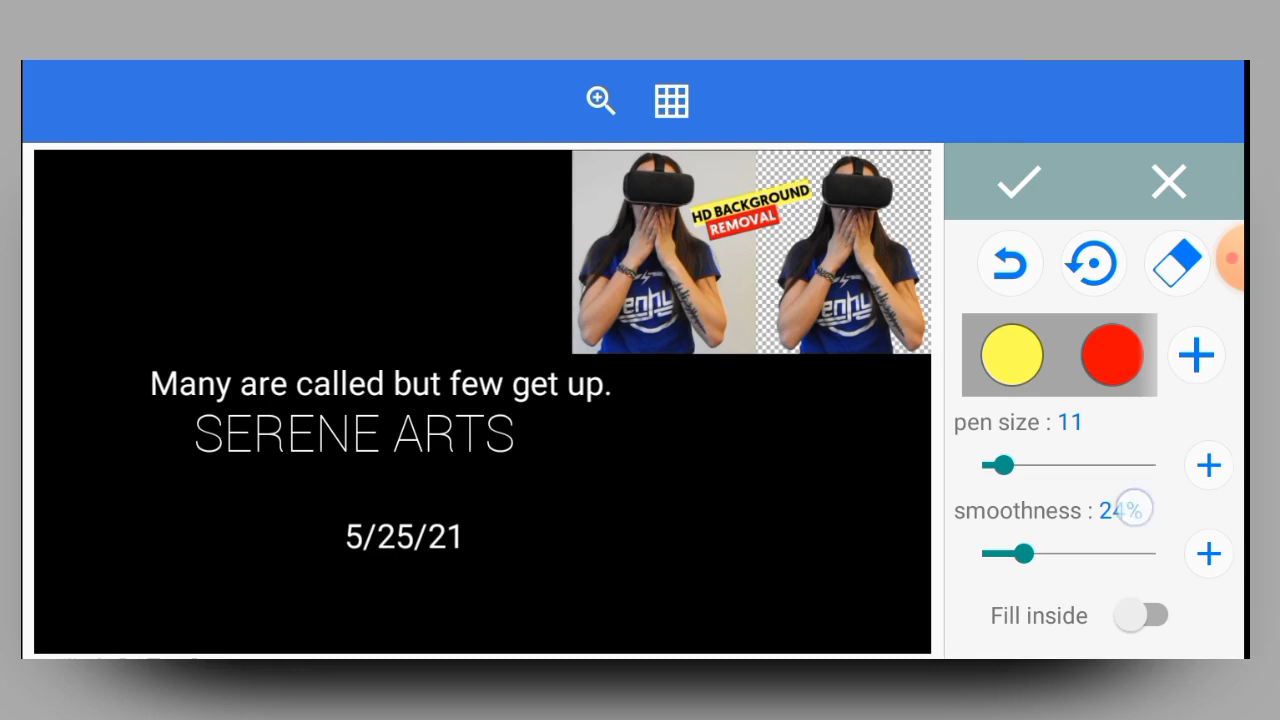 HD BACKGROUND
REMOVAL
Many are called but few get up.
SERENE ARTS
5/25/21
pen size : 11
smoothness : 24%
Fill inside